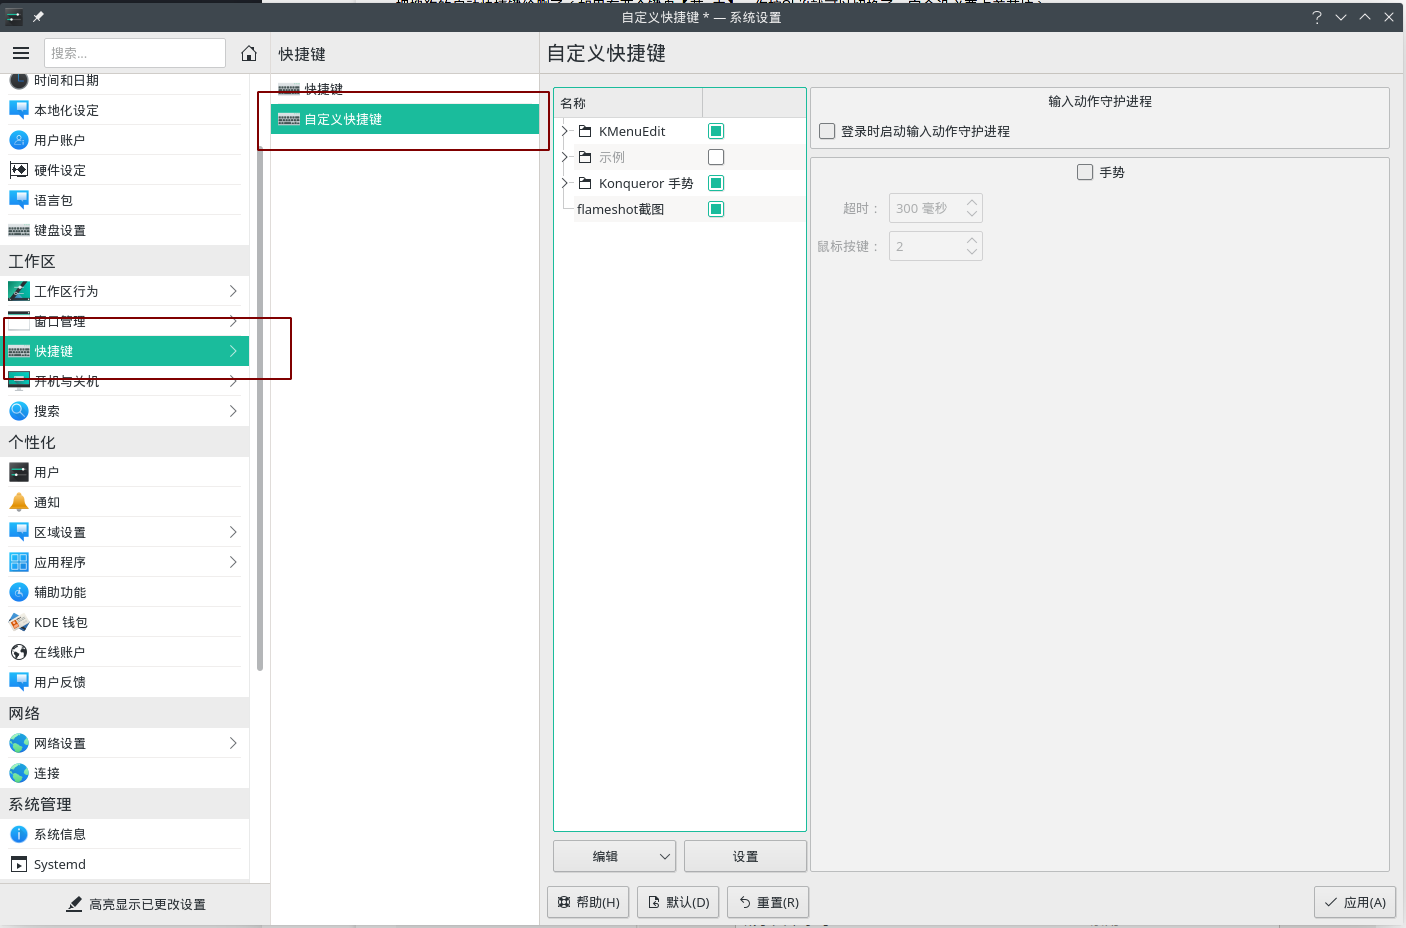 自定义快捷键 * — 系统设置
搜索...
快捷键
自定义快捷键
时间和日期
本地化设定
用户账户
硬件设定
语言包
键盘设置
工作区
工作区行为
窗口管理
快捷键
开机与关机
搜索
个性化
用户
通知
区域设置
应用程序
辅助功能
KDE 钱包
在线账户
用户反馈
网络
网络设置
连接
系统管理
系统信息
Systemd
高亮显示已更改设置
快捷键
自定义快捷键
名称
KMenuEdit
示例
Konqueror 手势
flameshot截图
编辑
设置
输入动作守护进程
登录时启动输入动作守护进程
手势
超时：
300 毫秒
鼠标按键：
2
帮助(H)
默认(D)
重置(R)
应用(A)